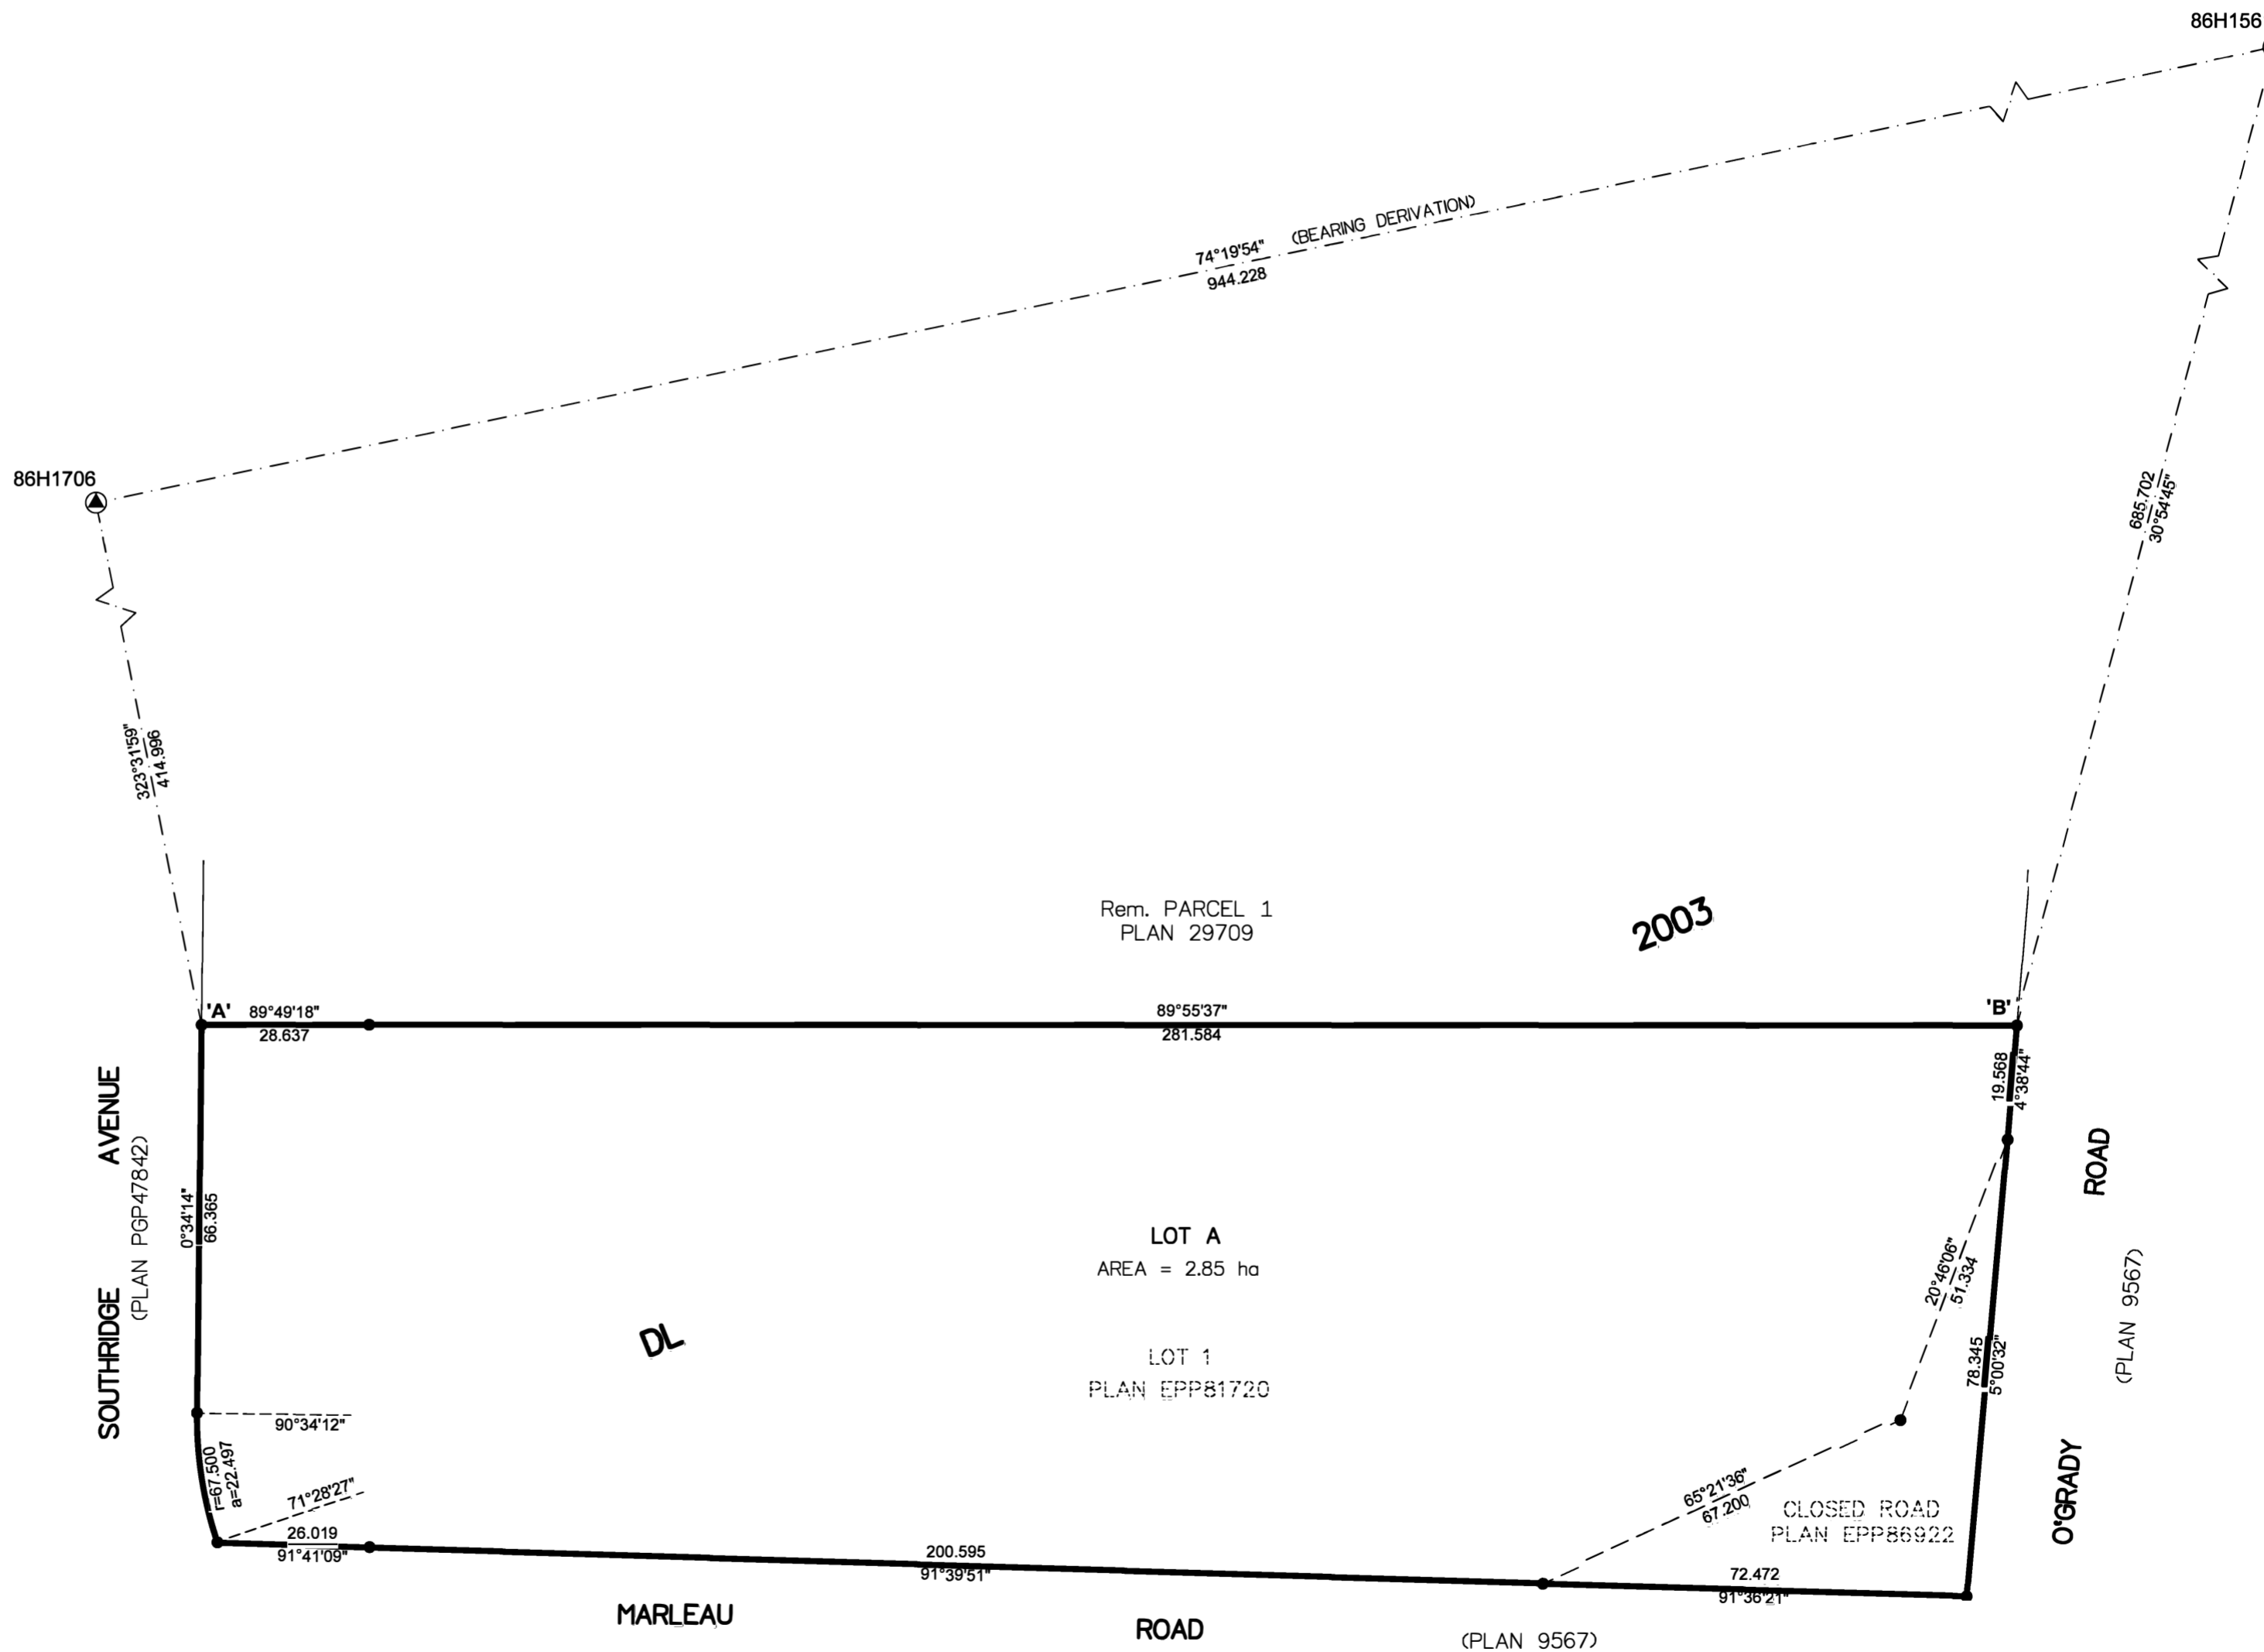 86H156
74°19'54" (BEARING DERIVATION)
944.228
86H1706
685.702
30°54'45"
323°31'59"
414.996
Rem. PARCEL 1
PLAN 29709
2003
'A'
89°49'18"
28.637
89°55'37"
281.584
'B'
19.568
4°38'44"
SOUTHRIDGE AVENUE
(PLAN PGP47842)
0°34'14"
66.365
LOT A
AREA = 2.85 ha
DL
LOT 1
PLAN EPP81720
20°46'06"
51.334
78.345
5°00'32"
O'GRADY ROAD
(PLAN 9567)
90°34'12"
r=67.500
a=22.497
71°28'27"
26.019
91°41'09"
65°21'36"
67.200
CLOSED ROAD
PLAN EPP86922
200.595
91°39'51"
72.472
91°36'21"
MARLEAU ROAD
(PLAN 9567)